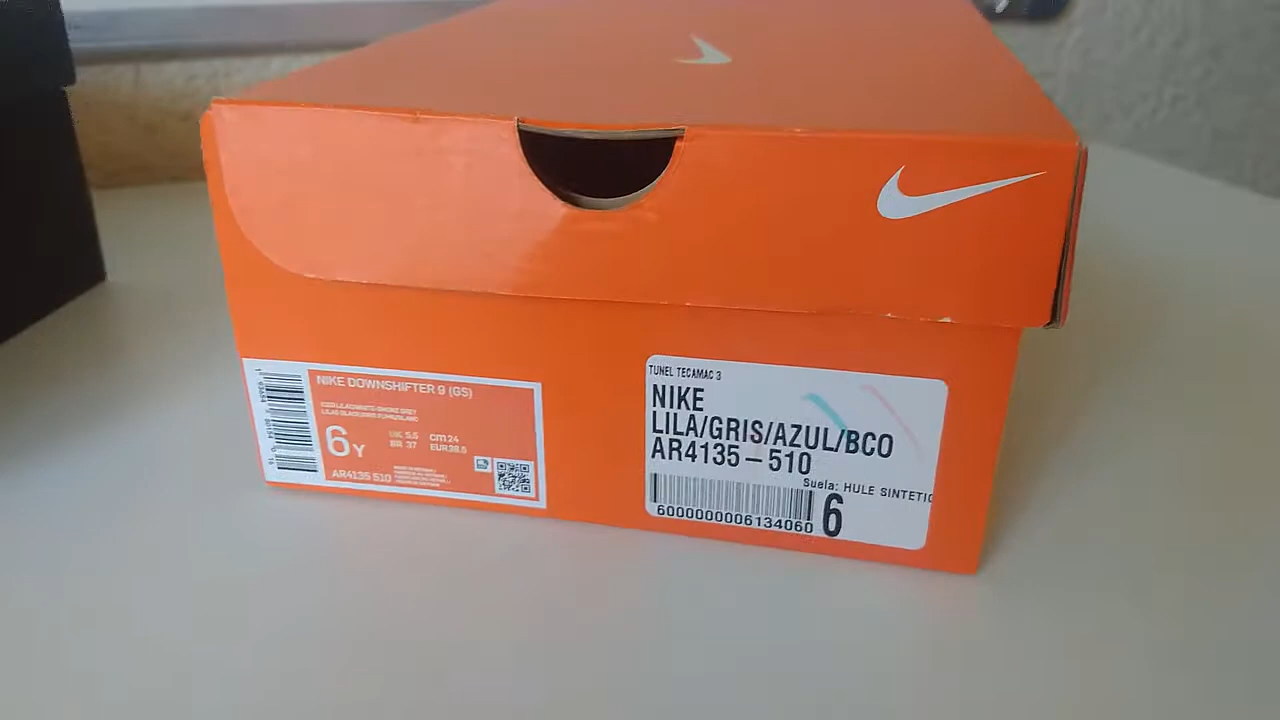 NIKE DOWNSHIFTER 9 (GS)
6Y
UK 5.5
BR 37
cm 24
EUR 38.5
AR4135 510
TUNEL TECAMAC 3
NIKE
LILA/GRIS/AZUL/BCO
AR4135-510
Suela: HULE SINTETIC
6000000006134060
6